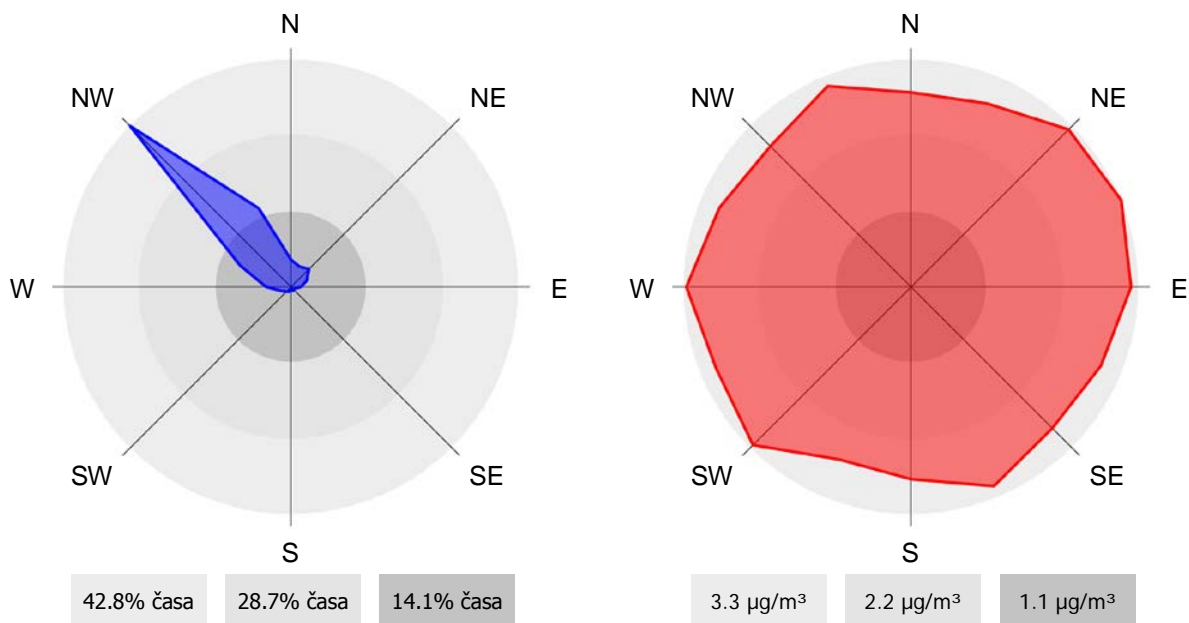 N
NW
NE
W
E
SW
SE
S
42.8% časa
28.7% časa
14.1% časa
N
NW
NE
W
E
SW
SE
S
3.3 µg/m³
2.2 µg/m³
1.1 µg/m³